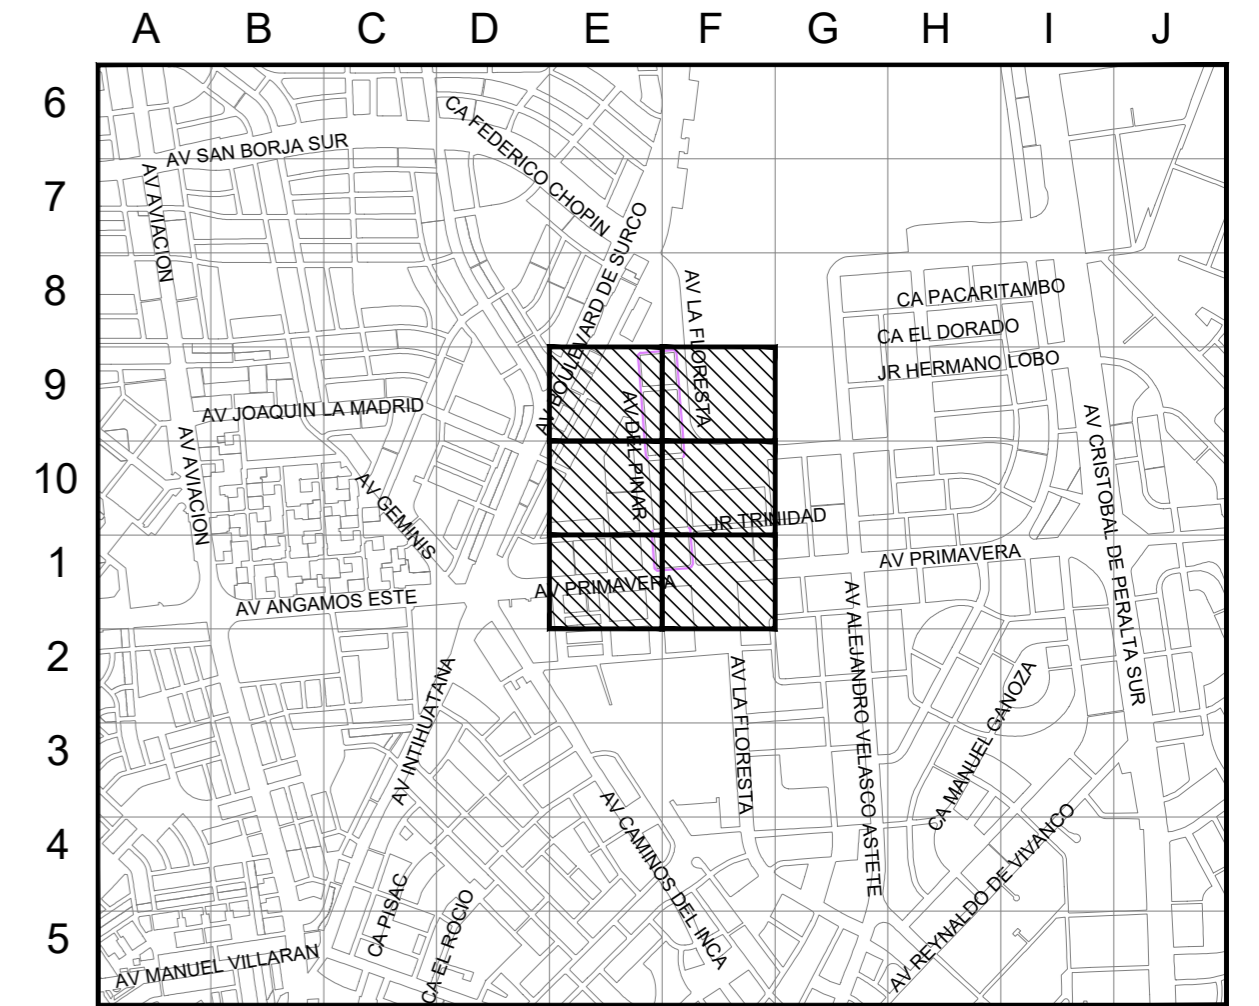 A B C D E F G H I J
6
CA FEDERICO CHOPIN
AV SAN BORJA SUR
7
AV AVIACION
AV BOULEVARD DE SURCO
8
AV LA FLORESTA
CA PACARITAMBO
CA EL DORADO
JR HERMANO LOBO
9
AV JOAQUIN LA MADRID
AV DEL PINAR
AV CRISTOBAL DE PERALTA SUR
10
AV AVIACION
AV GEMINIS
JR TRINIDAD
1
AV PRIMAVERA
AV PRIMAVERA
AV ANGAMOS ESTE
AV ALEJANDRO VELASCO ASTETE
2
AV INTIHUATANA
AV LA FLORESTA
CA MANUEL GANOZA
3
AV CAMINOS DEL INCA
AV REYNALDO DE VIVANCO
4
CA PISAC
CA EL ROCIO
5
AV MANUEL VILLARAN